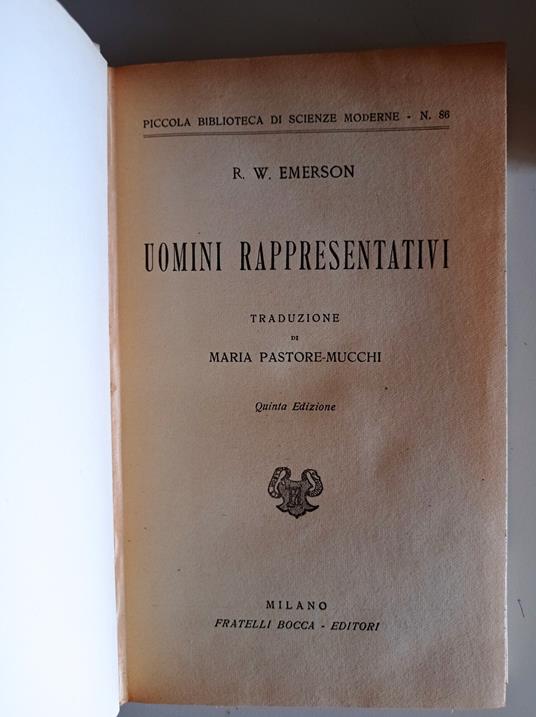 PICCOLA BIBLIOTECA DI SCIENZE MODERNE - N. 86
R. W. EMERSON
UOMINI RAPPRESENTATIVI
TRADUZIONE
DI
MARIA PASTORE-MUCCHI
Quinta Edizione
MILANO
FRATELLI BOCCA - EDITORI